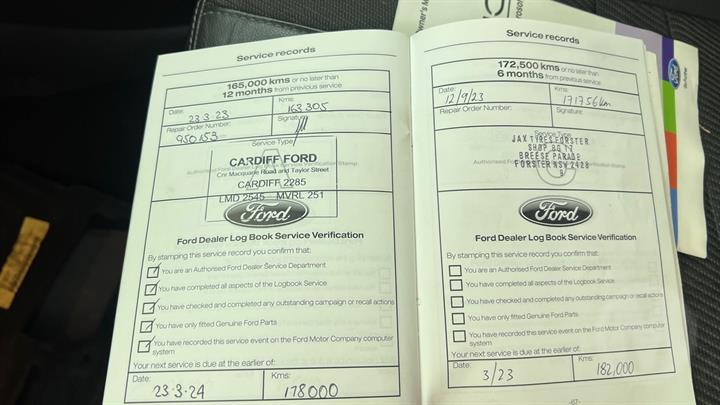 Service records
165,000 kms or no later than
12 months from previous service
Date: 23.3.23
Kms: 163305
Repair Order Number: 950153
Signature:
Service Type
CARDIFF FORD
Cnr Macquarie Road and Taylor Street
CARDIFF 2285
LMD 2545 MVRL 251
Ford
Ford Dealer Log Book Service Verification
By stamping this service record you confirm that:
You are an Authorised Ford Dealer Service Department
You have completed all aspects of the Logbook Service
You have checked and completed any outstanding campaign or recall actions
You have only fitted Genuine Ford Parts
You have recorded this service event on the Ford Motor Company computer
system
Your next service is due at the earlier of:
Date: 23.3.24
Kms: 178000
Service records
172,500 kms or no later than
6 months from previous service
Date: 12/9/23
Kms: 171756km
Repair Order Number:
Signature:
Service Type
JAX TYRES FORSTER
SHOP SG 17
BREESE PARADE
FORSTER NSW 2428
Ford
Ford Dealer Log Book Service Verification
By stamping this service record you confirm that:
You are an Authorised Ford Dealer Service Department
You have completed all aspects of the Logbook Service
You have checked and completed any outstanding campaign or recall actions
You have only fitted Genuine Ford Parts
You have recorded this service event on the Ford Motor Company computer
system
Your next service is due at the earlier of:
Date: 3/23
Kms: 182,000
-67-
Ford